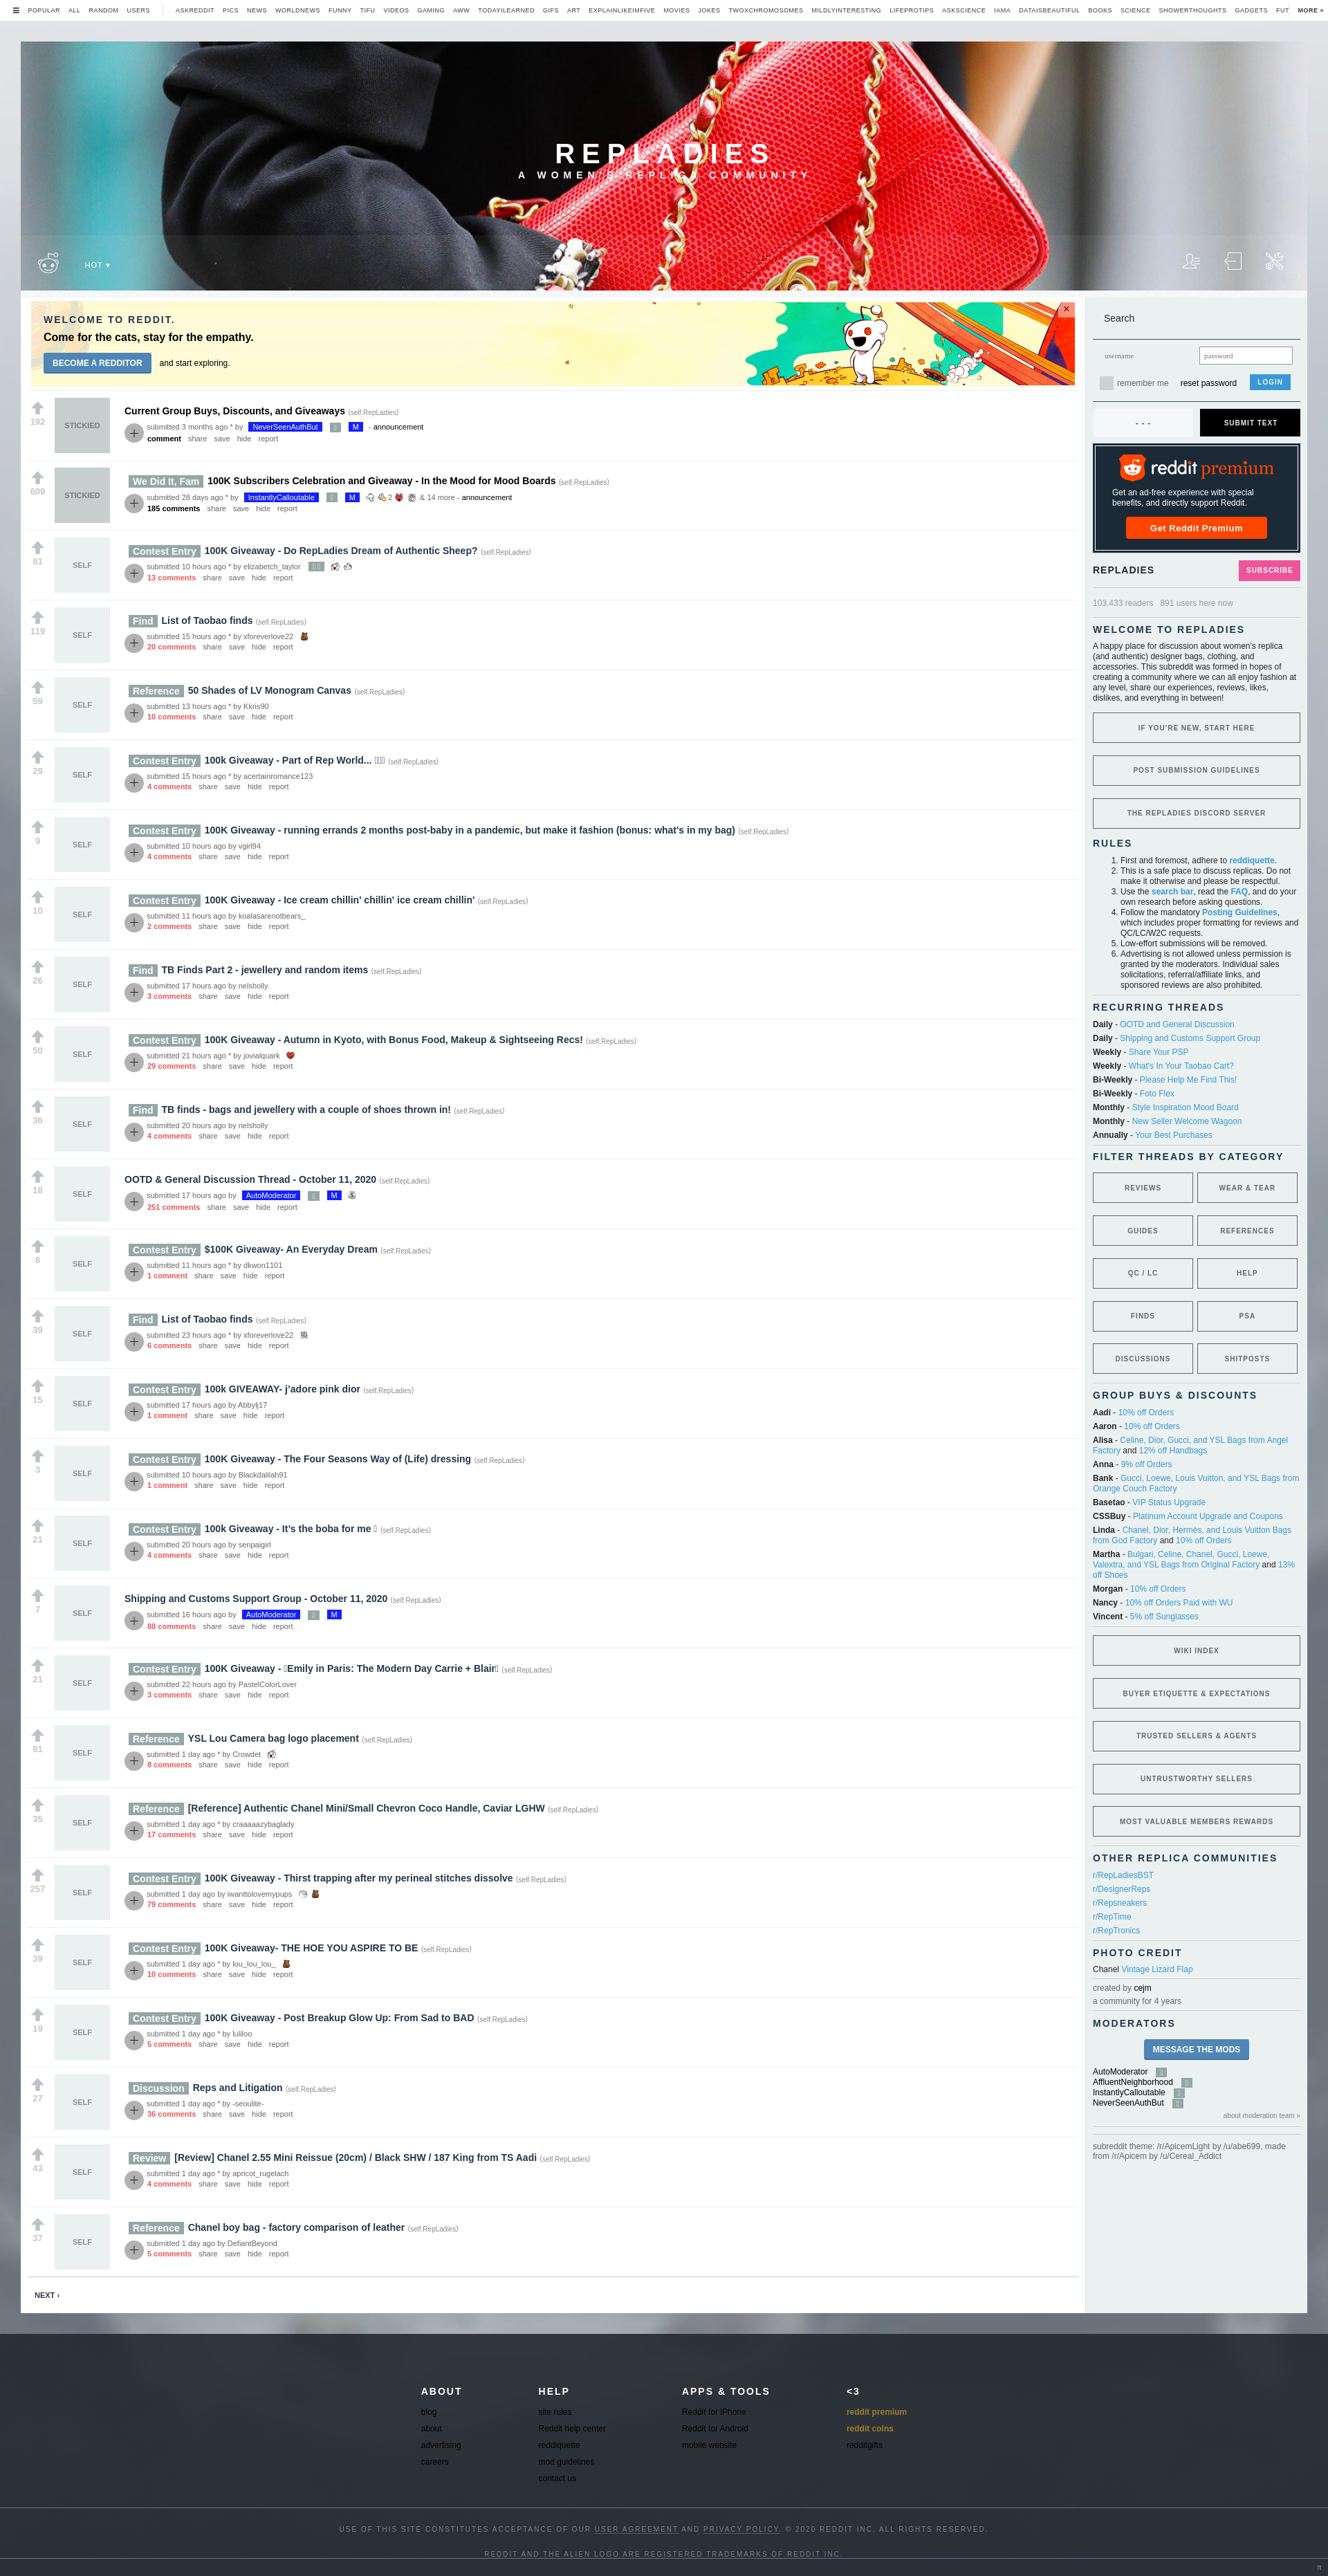 POPULAR ALL RANDOM USERS ASKREDDIT PICS NEWS WORLDNEWS FUNNY TIFU VIDEOS GAMING AWW TODAYILEARNED GIFS ART EXPLAINLIKEIMFIVE MOVIES JOKES TWOXCHROMOSOMES MILDLYINTERESTING LIFEPROTIPS ASKSCIENCE IAMA DATAISBEAUTIFUL BOOKS SCIENCE SHOWERTHOUGHTS GADGETS FUT MORE »
REPLADIES
A WOMEN'S REPLICA COMMUNITY
HOT ▾
WELCOME TO REDDIT.
Come for the cats, stay for the empathy.
BECOME A REDDITOR and start exploring.
192
STICKIED
Current Group Buys, Discounts, and Giveaways (self.RepLadies)
submitted 3 months ago * by NeverSeenAuthBut M - announcement
comment share save hide report
609
STICKIED
We Did It, Fam 100K Subscribers Celebration and Giveaway - In the Mood for Mood Boards (self.RepLadies)
submitted 28 days ago * by InstantlyCalloutable M 2 & 14 more - announcement
185 comments share save hide report
81
SELF
Contest Entry 100K Giveaway - Do RepLadies Dream of Authentic Sheep? (self.RepLadies)
submitted 10 hours ago * by elizabetch_taylor
13 comments share save hide report
119
SELF
Find List of Taobao finds (self.RepLadies)
submitted 15 hours ago * by xforeverlove22
20 comments share save hide report
59
SELF
Reference 50 Shades of LV Monogram Canvas (self.RepLadies)
submitted 13 hours ago * by Kkris90
10 comments share save hide report
29
SELF
Contest Entry 100k Giveaway - Part of Rep World... (self.RepLadies)
submitted 15 hours ago * by acertainromance123
4 comments share save hide report
9
SELF
Contest Entry 100K Giveaway - running errands 2 months post-baby in a pandemic, but make it fashion (bonus: what's in my bag) (self.RepLadies)
submitted 10 hours ago by vgirl94
4 comments share save hide report
10
SELF
Contest Entry 100K Giveaway - Ice cream chillin' chillin' ice cream chillin' (self.RepLadies)
submitted 11 hours ago by koalasarenotbears_
2 comments share save hide report
26
SELF
Find TB Finds Part 2 - jewellery and random items (self.RepLadies)
submitted 17 hours ago by nelsholly
3 comments share save hide report
50
SELF
Contest Entry 100K Giveaway - Autumn in Kyoto, with Bonus Food, Makeup & Sightseeing Recs! (self.RepLadies)
submitted 21 hours ago * by jovialquark
29 comments share save hide report
36
SELF
Find TB finds - bags and jewellery with a couple of shoes thrown in! (self.RepLadies)
submitted 20 hours ago by nelsholly
4 comments share save hide report
18
SELF
OOTD & General Discussion Thread - October 11, 2020 (self.RepLadies)
submitted 17 hours ago by AutoModerator M
251 comments share save hide report
6
SELF
Contest Entry $100K Giveaway- An Everyday Dream (self.RepLadies)
submitted 11 hours ago * by dkwon1101
1 comment share save hide report
39
SELF
Find List of Taobao finds (self.RepLadies)
submitted 23 hours ago * by xforeverlove22
6 comments share save hide report
15
SELF
Contest Entry 100k GIVEAWAY- j'adore pink dior (self.RepLadies)
submitted 17 hours ago by Abbylj17
1 comment share save hide report
3
SELF
Contest Entry 100K Giveaway - The Four Seasons Way of (Life) dressing (self.RepLadies)
submitted 10 hours ago by Blackdalilah91
1 comment share save hide report
21
SELF
Contest Entry 100k Giveaway - It's the boba for me (self.RepLadies)
submitted 20 hours ago by senpaigirl
4 comments share save hide report
7
SELF
Shipping and Customs Support Group - October 11, 2020 (self.RepLadies)
submitted 16 hours ago by AutoModerator M
88 comments share save hide report
21
SELF
Contest Entry 100K Giveaway - Emily in Paris: The Modern Day Carrie + Blair (self.RepLadies)
submitted 22 hours ago by PastelColorLover
3 comments share save hide report
81
SELF
Reference YSL Lou Camera bag logo placement (self.RepLadies)
submitted 1 day ago * by Crowdet
8 comments share save hide report
35
SELF
Reference [Reference] Authentic Chanel Mini/Small Chevron Coco Handle, Caviar LGHW (self.RepLadies)
submitted 1 day ago * by craaaaazybaglady
17 comments share save hide report
257
SELF
Contest Entry 100K Giveaway - Thirst trapping after my perineal stitches dissolve (self.RepLadies)
submitted 1 day ago by iwanttolovemypups
79 comments share save hide report
39
SELF
Contest Entry 100K Giveaway- THE HOE YOU ASPIRE TO BE (self.RepLadies)
submitted 1 day ago * by lou_lou_lou_
10 comments share save hide report
19
SELF
Contest Entry 100K Giveaway - Post Breakup Glow Up: From Sad to BAD (self.RepLadies)
submitted 1 day ago * by luliloo
5 comments share save hide report
27
SELF
Discussion Reps and Litigation (self.RepLadies)
submitted 1 day ago * by -seoulite-
36 comments share save hide report
43
SELF
Review [Review] Chanel 2.55 Mini Reissue (20cm) / Black SHW / 187 King from TS Aadi (self.RepLadies)
submitted 1 day ago * by apricot_rugelach
4 comments share save hide report
37
SELF
Reference Chanel boy bag - factory comparison of leather (self.RepLadies)
submitted 1 day ago by DefiantBeyond
5 comments share save hide report
NEXT ›
Search
username password
remember me reset password LOGIN
- - - SUBMIT TEXT
reddit premium
Get an ad-free experience with special
benefits, and directly support Reddit.
Get Reddit Premium
REPLADIES SUBSCRIBE
103,433 readers 891 users here now
WELCOME TO REPLADIES
A happy place for discussion about women's replica
(and authentic) designer bags, clothing, and
accessories. This subreddit was formed in hopes of
creating a community where we can all enjoy fashion at
any level, share our experiences, reviews, likes,
dislikes, and everything in between!
IF YOU'RE NEW, START HERE
POST SUBMISSION GUIDELINES
THE REPLADIES DISCORD SERVER
RULES
1. First and foremost, adhere to reddiquette.
2. This is a safe place to discuss replicas. Do not
make it otherwise and please be respectful.
3. Use the search bar, read the FAQ, and do your
own research before asking questions.
4. Follow the mandatory Posting Guidelines,
which includes proper formatting for reviews and
QC/LC/W2C requests.
5. Low-effort submissions will be removed.
6. Advertising is not allowed unless permission is
granted by the moderators. Individual sales
solicitations, referral/affiliate links, and
sponsored reviews are also prohibited.
RECURRING THREADS
Daily - OOTD and General Discussion
Daily - Shipping and Customs Support Group
Weekly - Share Your PSP
Weekly - What's In Your Taobao Cart?
Bi-Weekly - Please Help Me Find This!
Bi-Weekly - Foto Flex
Monthly - Style Inspiration Mood Board
Monthly - New Seller Welcome Wagoon
Annually - Your Best Purchases
FILTER THREADS BY CATEGORY
REVIEWS WEAR & TEAR
GUIDES REFERENCES
QC / LC HELP
FINDS PSA
DISCUSSIONS SHITPOSTS
GROUP BUYS & DISCOUNTS
Aadi - 10% off Orders
Aaron - 10% off Orders
Alisa - Celine, Dior, Gucci, and YSL Bags from Angel
Factory and 12% off Handbags
Anna - 9% off Orders
Bank - Gucci, Loewe, Louis Vuitton, and YSL Bags from
Orange Couch Factory
Basetao - VIP Status Upgrade
CSSBuy - Platinum Account Upgrade and Coupons
Linda - Chanel, Dior, Hermès, and Louis Vuitton Bags
from God Factory and 10% off Orders
Martha - Bulgari, Celine, Chanel, Gucci, Loewe,
Valextra, and YSL Bags from Original Factory and 13%
off Shoes
Morgan - 10% off Orders
Nancy - 10% off Orders Paid with WU
Vincent - 5% off Sunglasses
WIKI INDEX
BUYER ETIQUETTE & EXPECTATIONS
TRUSTED SELLERS & AGENTS
UNTRUSTWORTHY SELLERS
MOST VALUABLE MEMBERS REWARDS
OTHER REPLICA COMMUNITIES
r/RepLadiesBST
r/DesignerReps
r/Repsneakers
r/RepTime
r/RepTronics
PHOTO CREDIT
Chanel Vintage Lizard Flap
created by cejm
a community for 4 years
MODERATORS
MESSAGE THE MODS
AutoModerator
AffluentNeighborhood
InstantlyCalloutable
NeverSeenAuthBut
about moderation team »
subreddit theme: /r/ApicemLight by /u/abe699, made
from /r/Apicem by /u/Cereal_Addict
ABOUT
blog
about
advertising
careers
HELP
site rules
Reddit help center
reddiquette
mod guidelines
contact us
APPS & TOOLS
Reddit for iPhone
Reddit for Android
mobile website
<3
reddit premium
reddit coins
redditgifts
USE OF THIS SITE CONSTITUTES ACCEPTANCE OF OUR USER AGREEMENT AND PRIVACY POLICY. © 2020 REDDIT INC. ALL RIGHTS RESERVED.
REDDIT AND THE ALIEN LOGO ARE REGISTERED TRADEMARKS OF REDDIT INC.
π